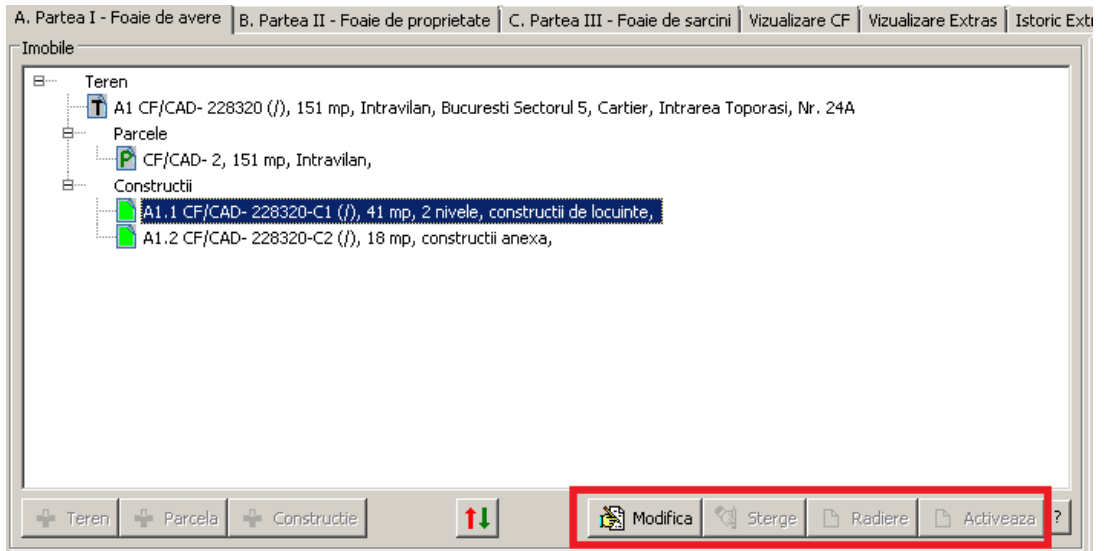 A. Partea I - Foaie de avere B. Partea II - Foaie de proprietate C. Partea III - Foaie de sarcini Vizualizare CF Vizualizare Extras Istoric Ext
Imobile
Teren
T A1 CF/CAD- 228320 (/), 151 mp, Intravilan, Bucuresti Sectorul 5, Cartier, Intrarea Toporasi, Nr. 24A
Parcele
P CF/CAD- 2, 151 mp, Intravilan,
Constructii
A1.1 CF/CAD- 228320-C1 (/), 41 mp, 2 nivele, constructii de locuinte,
A1.2 CF/CAD- 228320-C2 (/), 18 mp, constructii anexa,
Teren Parcela Constructie Modifica Sterge Radiere Activeaza ?